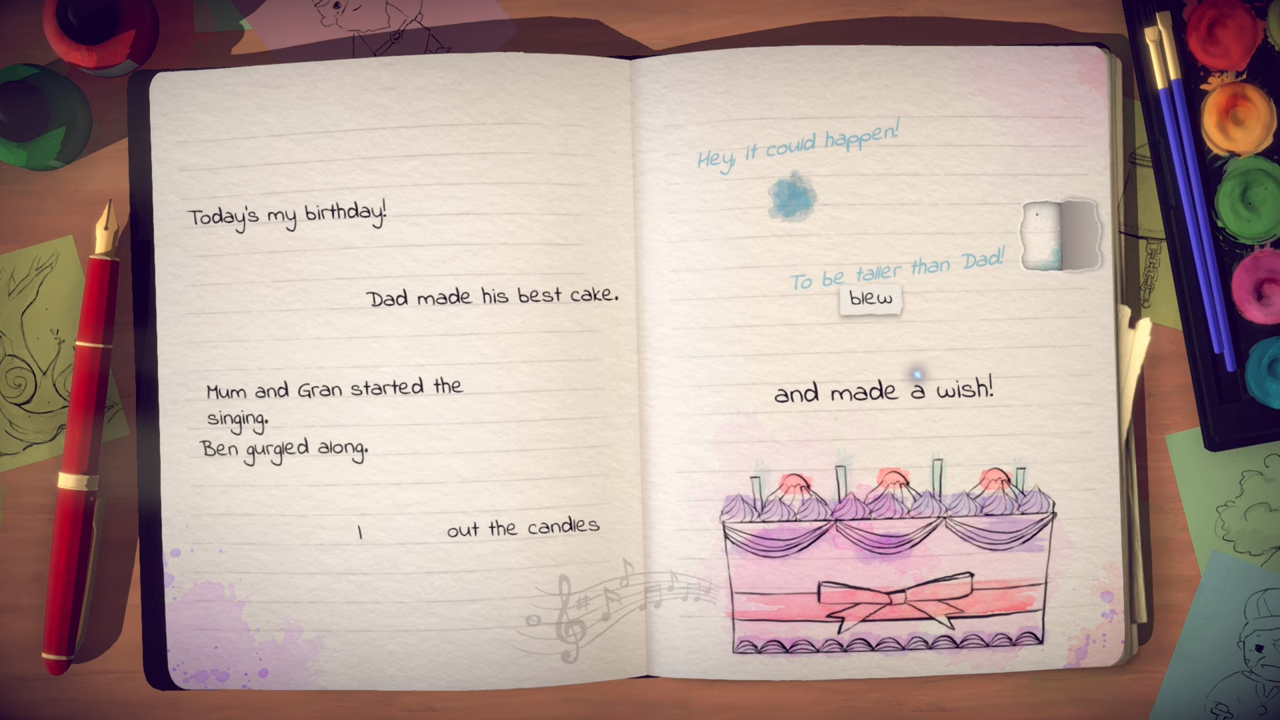 Today's my birthday!
Dad made his best cake.
Mum and Gran started the
singing.
Ben gurgled along.
I out the candles
Hey, it could happen!
To be taller than Dad!
blew
and made a wish!